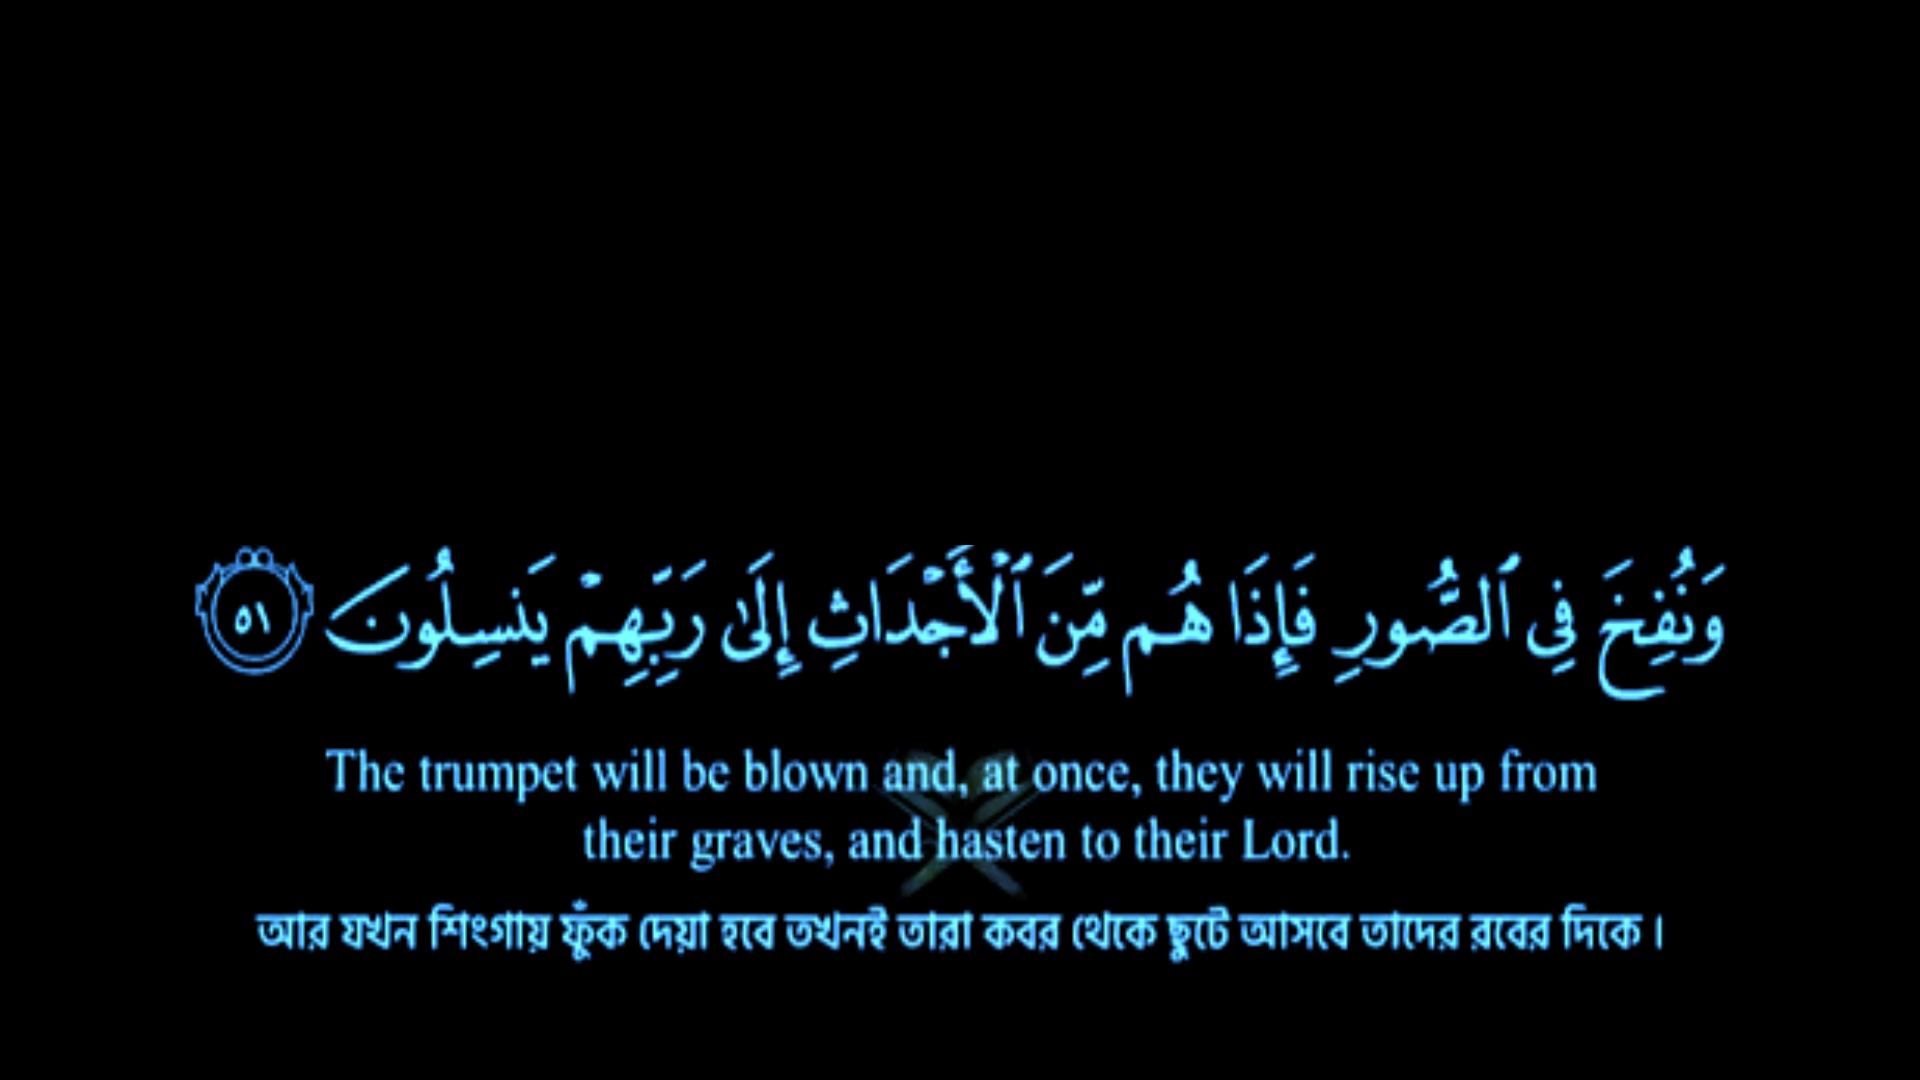 وَنُفِخَ فِى ٱلصُّورِ فَإِذَا هُم مِّنَ ٱلْأَجْدَاثِ إِلَىٰ رَبِّهِمْ يَنسِلُونَ ٥١
The trumpet will be blown and, at once, they will rise up from
their graves, and hasten to their Lord.
আর যখন শিংগায় ফুঁক দেয়া হবে তখনই তারা কবর থেকে ছুটে আসবে তাদের রবের দিকে।